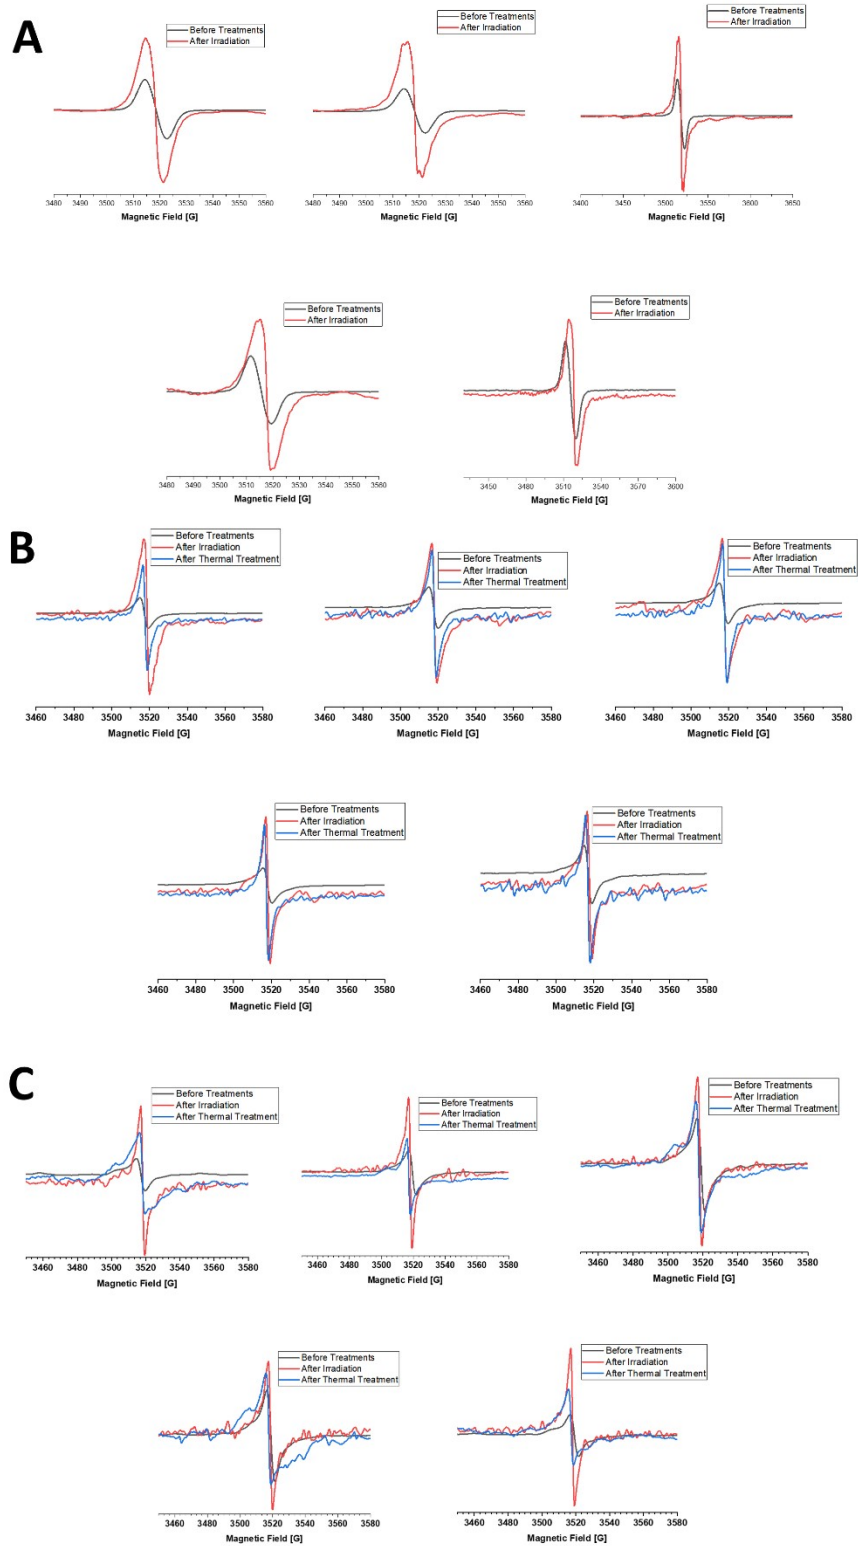 A
Before Treatments
After Irradiation
3480 3490 3500 3510 3520 3530 3540 3550 3560
Magnetic Field [G]
Before Treatments
After Irradiation
3480 3490 3500 3510 3520 3530 3540 3550 3560
Magnetic Field [G]
Before Treatments
After Irradiation
3400 3450 3500 3550 3600 3650
Magnetic Field [G]
Before Treatments
After Irradiation
3480 3490 3500 3510 3520 3530 3540 3550 3560
Magnetic Field [G]
Before Treatments
After Irradiation
3450 3480 3510 3540 3570 3600
Magnetic Field [G]
B
Before Treatments
After Irradiation
After Thermal Treatment
3460 3480 3500 3520 3540 3560 3580
Magnetic Field [G]
Before Treatments
After Irradiation
After Thermal Treatment
3460 3480 3500 3520 3540 3560 3580
Magnetic Field [G]
Before Treatments
After Irradiation
After Thermal Treatment
3460 3480 3500 3520 3540 3560 3580
Magnetic Field [G]
Before Treatments
After Irradiation
After Thermal Treatment
3460 3480 3500 3520 3540 3560 3580
Magnetic Field [G]
Before Treatments
After Irradiation
After Thermal Treatment
3460 3480 3500 3520 3540 3560 3580
Magnetic Field [G]
C
Before Treatments
After Irradiation
After Thermal Treatment
3460 3480 3500 3520 3540 3560 3580
Magnetic Field [G]
Before Treatments
After Irradiation
After Thermal Treatment
3460 3480 3500 3520 3540 3560 3580
Magnetic Field [G]
Before Treatments
After Irradiation
After Thermal Treatment
3460 3480 3500 3520 3540 3560 3580
Magnetic Field [G]
Before Treatments
After Irradiation
After Thermal Treatment
3460 3480 3500 3520 3540 3560 3580
Magnetic Field [G]
Before Treatments
After Irradiation
After Thermal Treatment
3460 3480 3500 3520 3540 3560 3580
Magnetic Field [G]